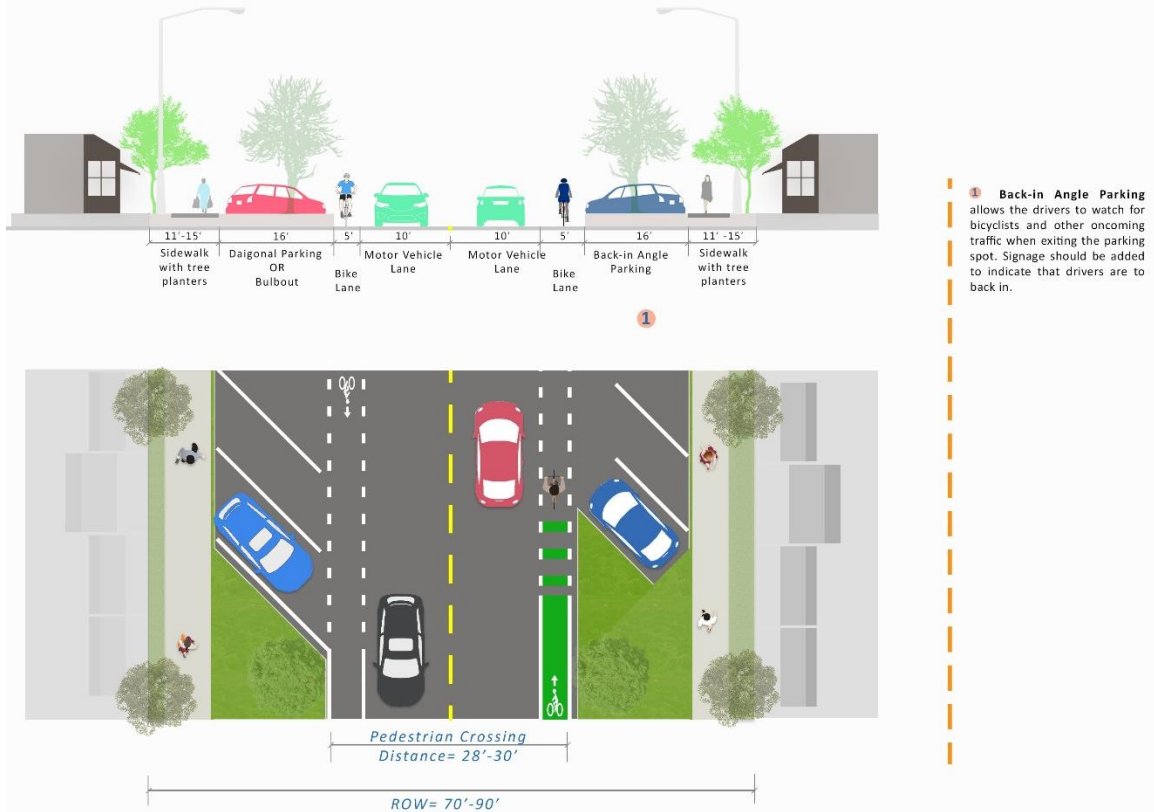 11'-15'
16'
5'
10'
10'
5'
16'
11' -15'
Sidewalk
with tree
planters
Daigonal Parking
OR
Bulbout
Bike
Lane
Motor Vehicle
Lane
Motor Vehicle
Lane
Bike
Lane
Back-in Angle
Parking
Sidewalk
with tree
planters
1
1 Back-in Angle Parking
allows the drivers to watch for
bicyclists and other oncoming
traffic when exiting the parking
spot. Signage should be added
to indicate that drivers are to
back in.
Pedestrian Crossing
Distance= 28'-30'
ROW= 70'-90'